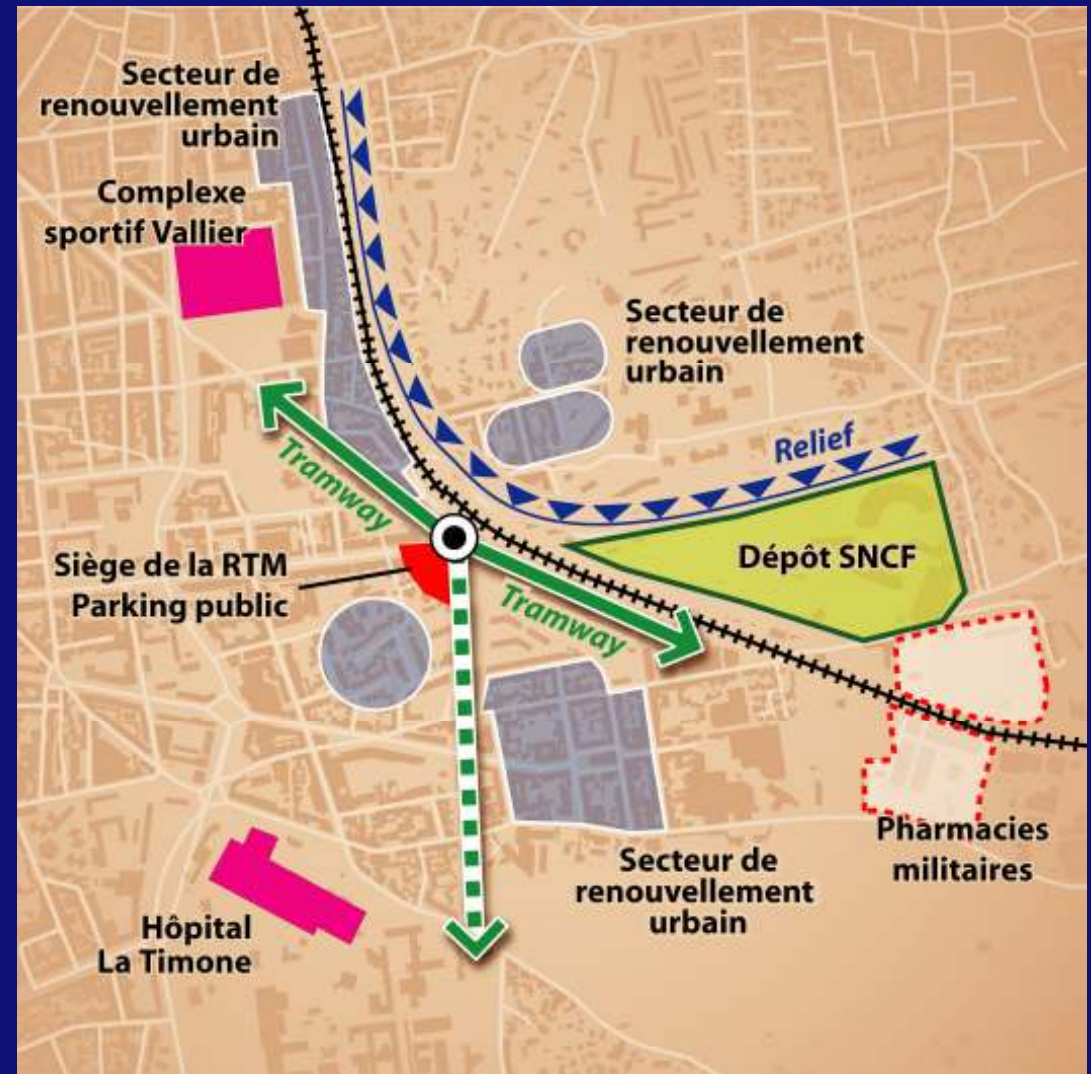 Secteur de
renouvellement
urbain
Complexe
sportif Vallier
Secteur de
renouvellement
urbain
Relief
Tramway
Dépôt SNCF
Siège de la RTM
Parking public
Tramway
Pharmacies
militaires
Secteur de
renouvellement
urbain
Hôpital
La Timone